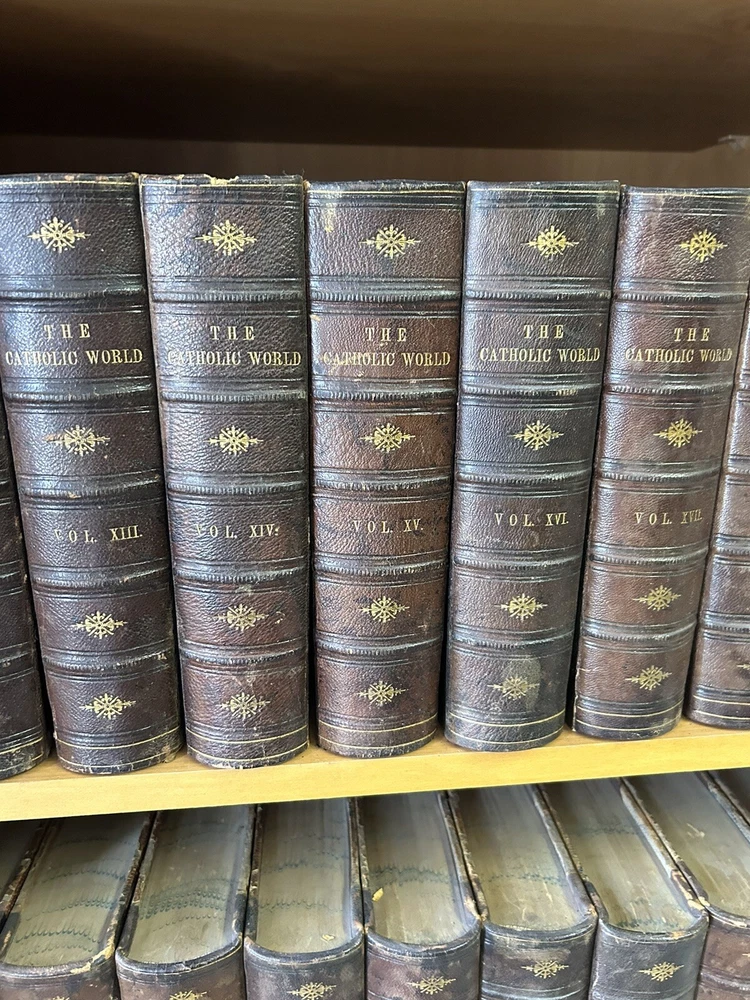 THE
CATHOLIC WORLD
VOL. XIII.
THE
CATHOLIC WORLD
VOL. XIV.
THE
CATHOLIC WORLD
VOL. XV.
THE
CATHOLIC WORLD
VOL. XVI.
THE
CATHOLIC WORLD
VOL. XVII.